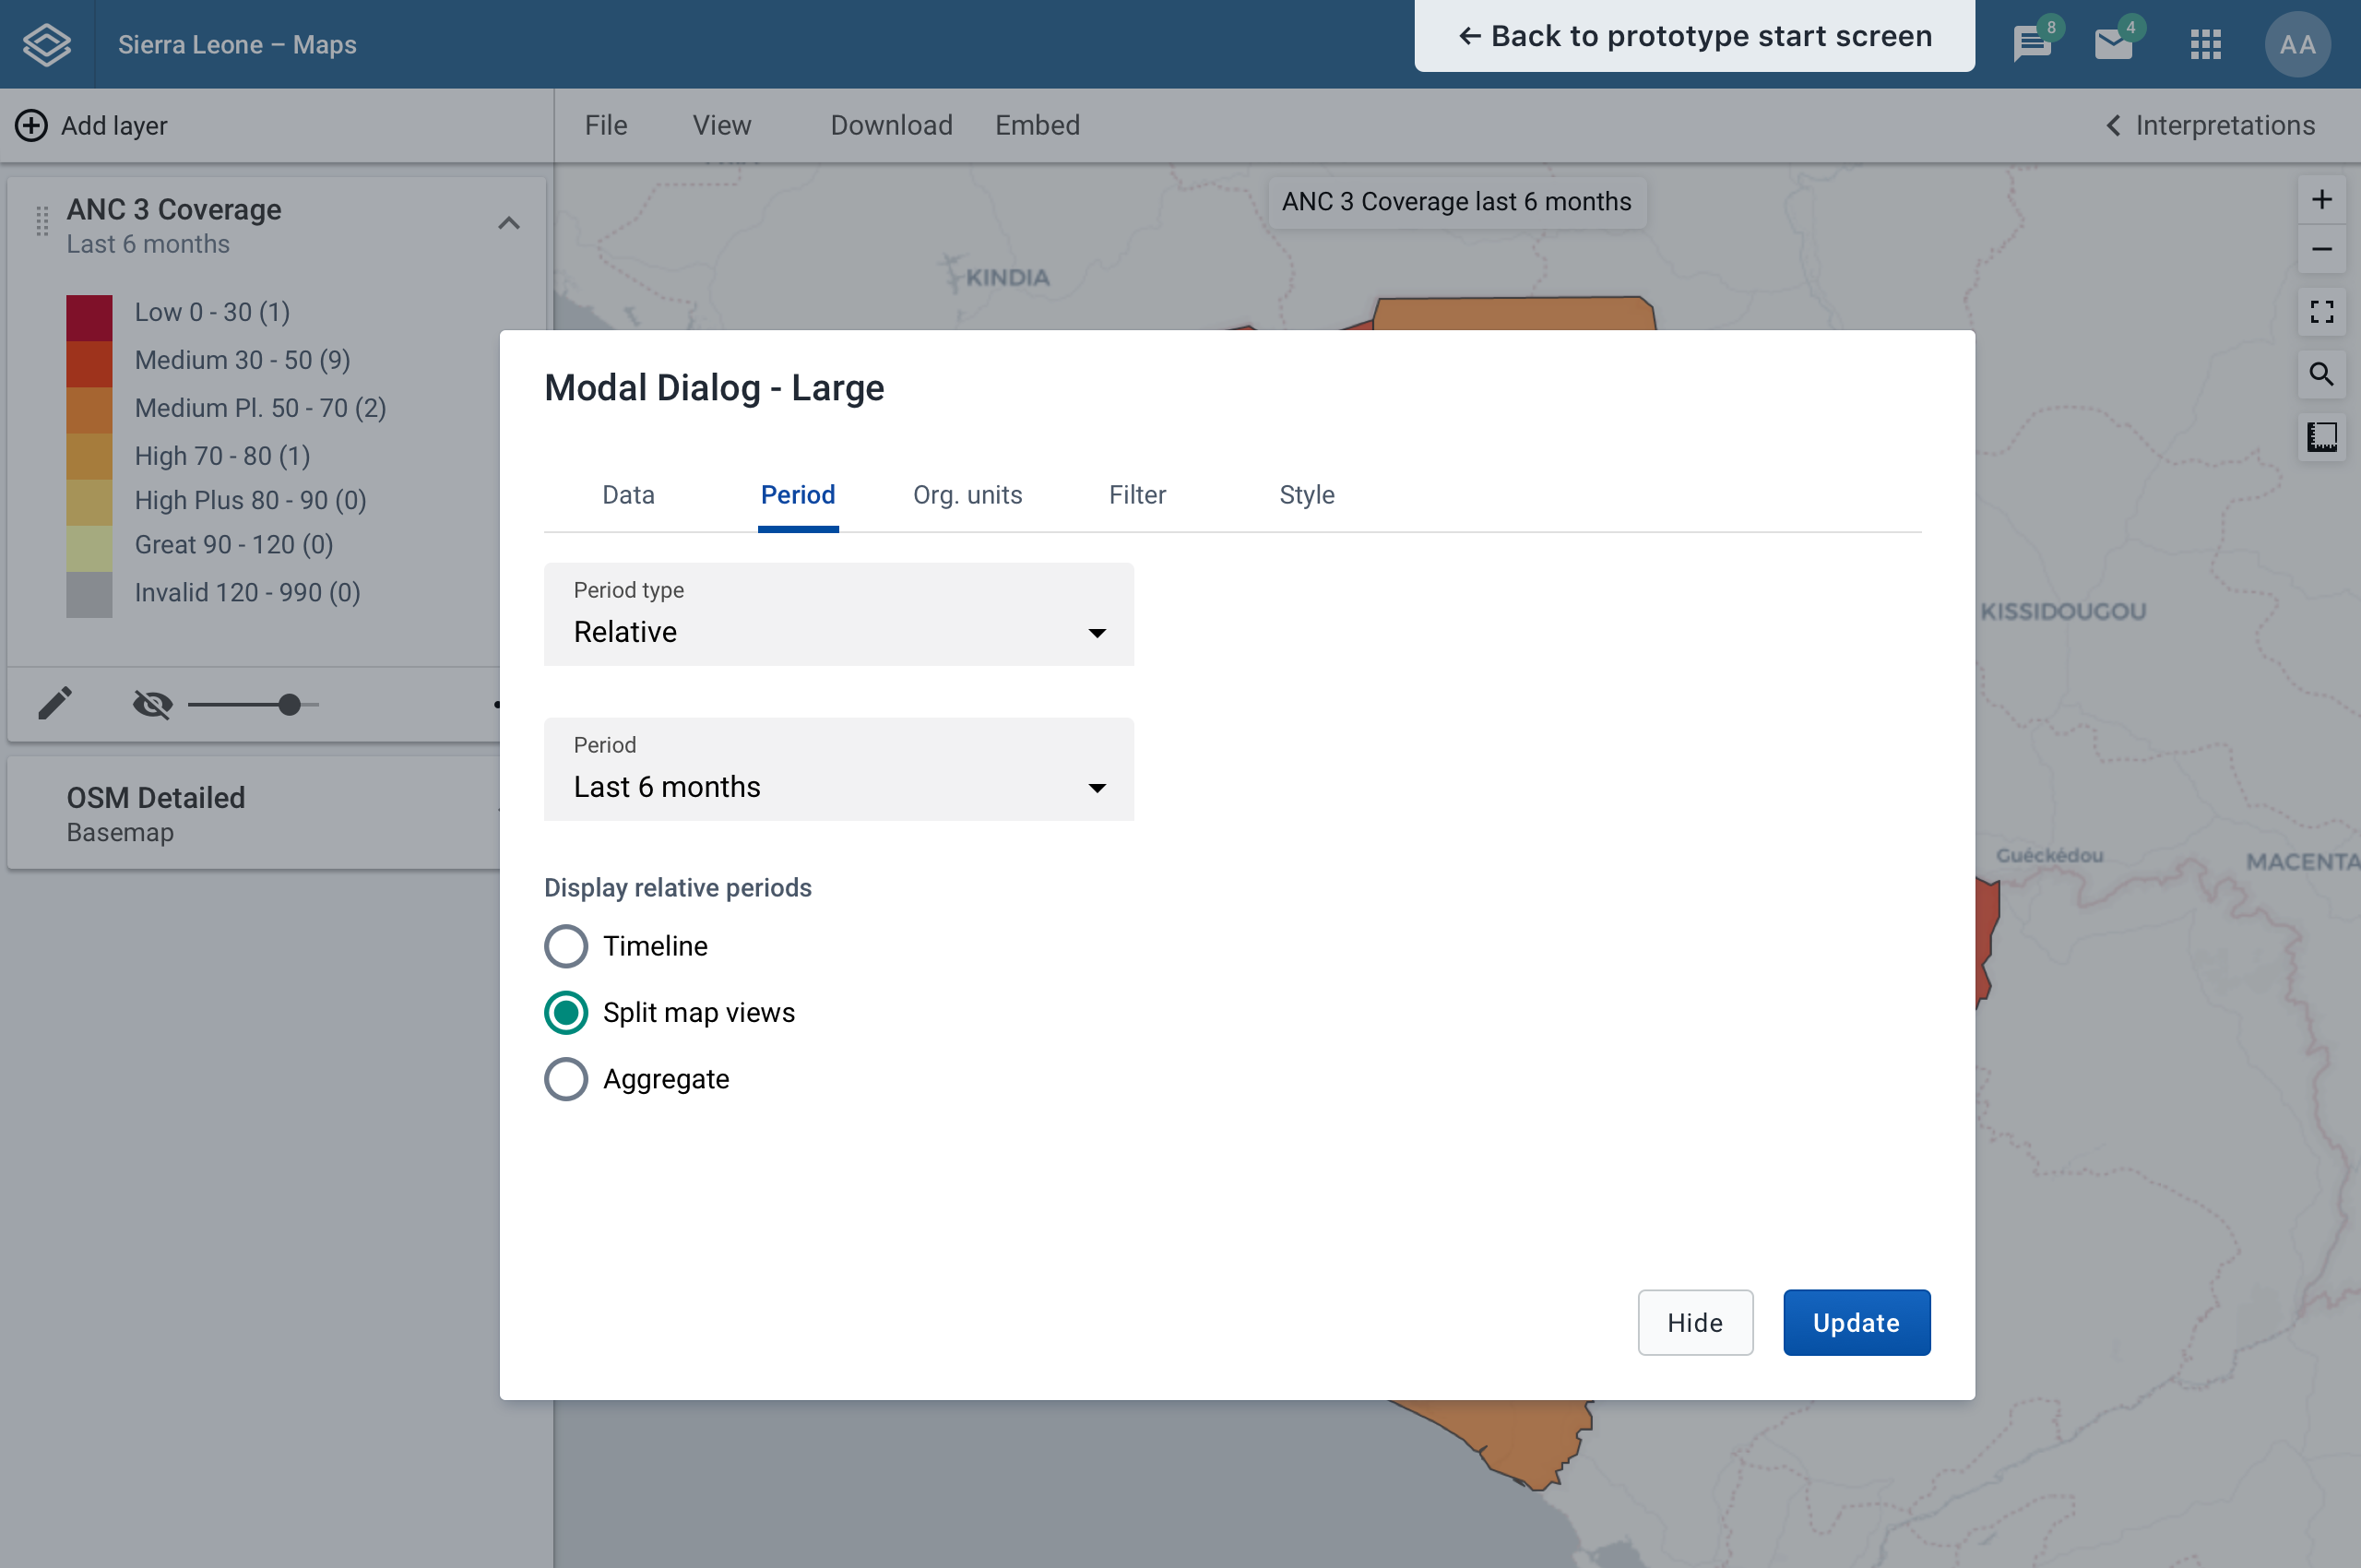 Sierra Leone – Maps
← Back to prototype start screen
8
4
AA
Add layer
File
View
Download
Embed
Interpretations
ANC 3 Coverage
Last 6 months
Low 0 - 30 (1)
Medium 30 - 50 (9)
Medium Pl. 50 - 70 (2)
High 70 - 80 (1)
High Plus 80 - 90 (0)
Great 90 - 120 (0)
Invalid 120 - 990 (0)
OSM Detailed
Basemap
ANC 3 Coverage last 6 months
KINDIA
KISSIDOUGOU
Guéckédou
MACENTA
Modal Dialog - Large
Data
Period
Org. units
Filter
Style
Period type
Relative
Period
Last 6 months
Display relative periods
Timeline
Split map views
Aggregate
Hide
Update